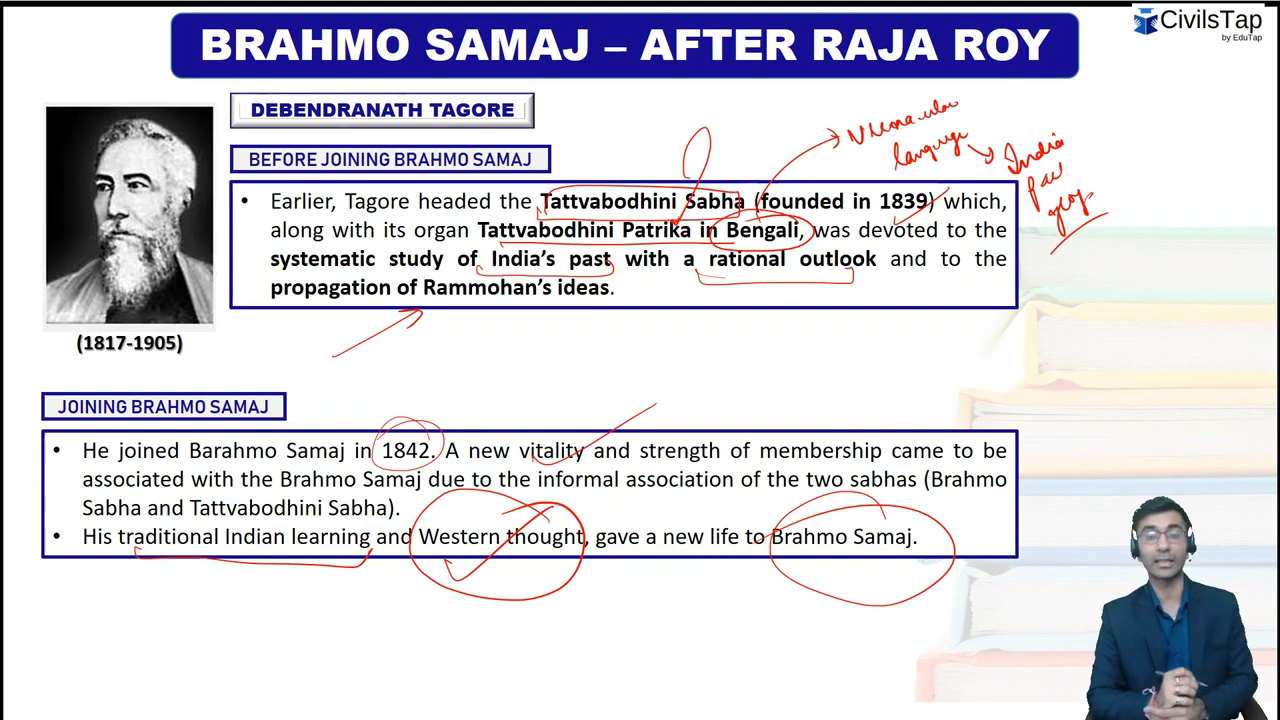 CivilsTap
by EduTap
BRAHMO SAMAJ – AFTER RAJA ROY
DEBENDRANATH TAGORE
BEFORE JOINING BRAHMO SAMAJ
• Earlier, Tagore headed the Tattvabodhini Sabha (founded in 1839) which,
along with its organ Tattvabodhini Patrika in Bengali, was devoted to the
systematic study of India's past with a rational outlook and to the
propagation of Rammohan's ideas.
language
India
(1817-1905)
JOINING BRAHMO SAMAJ
• He joined Barahmo Samaj in 1842. A new vitality and strength of membership came to be
associated with the Brahmo Samaj due to the informal association of the two sabhas (Brahmo
Sabha and Tattvabodhini Sabha).
• His traditional Indian learning and Western thought, gave a new life to Brahmo Samaj.